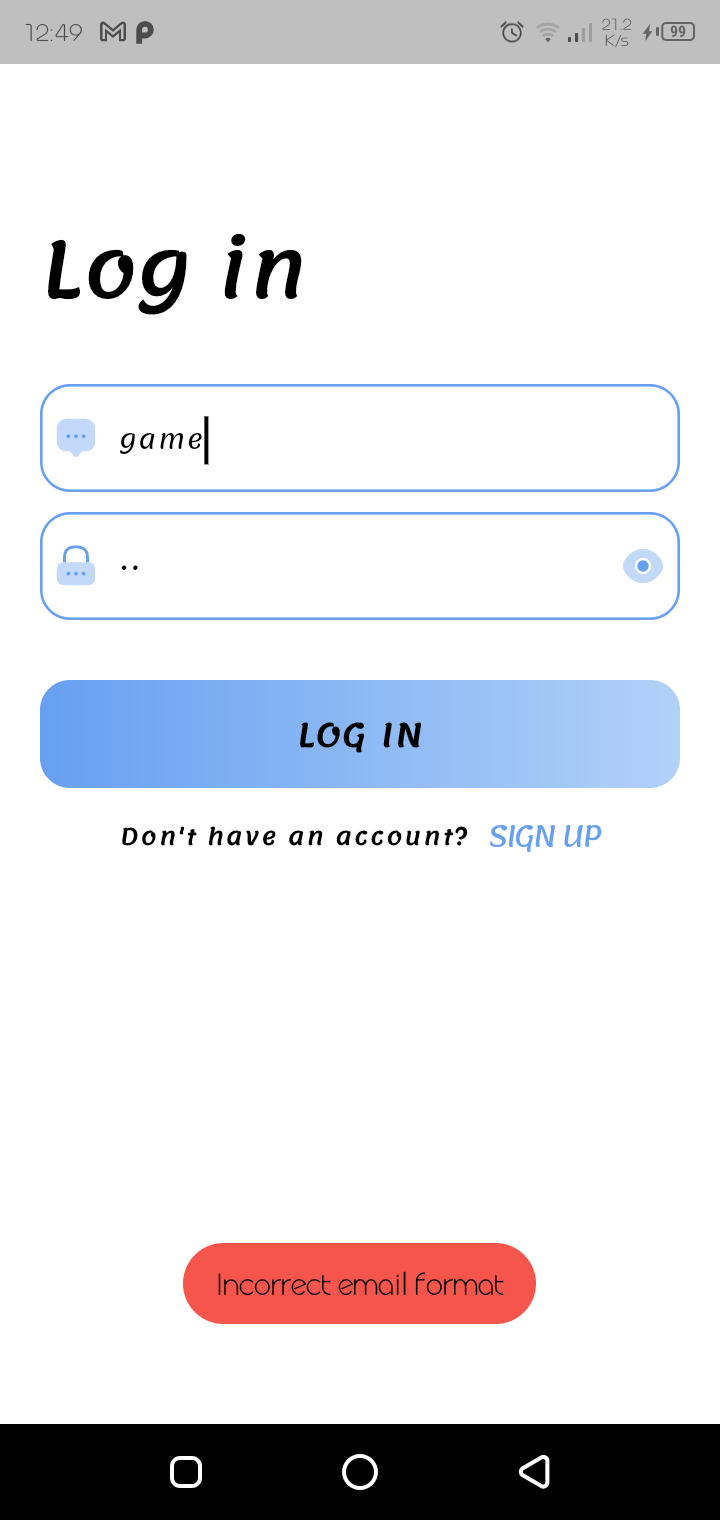 12:49 21.2 K/s 99
Log in
game
..
LOG IN
Don't have an account? SIGN UP
Incorrect email format